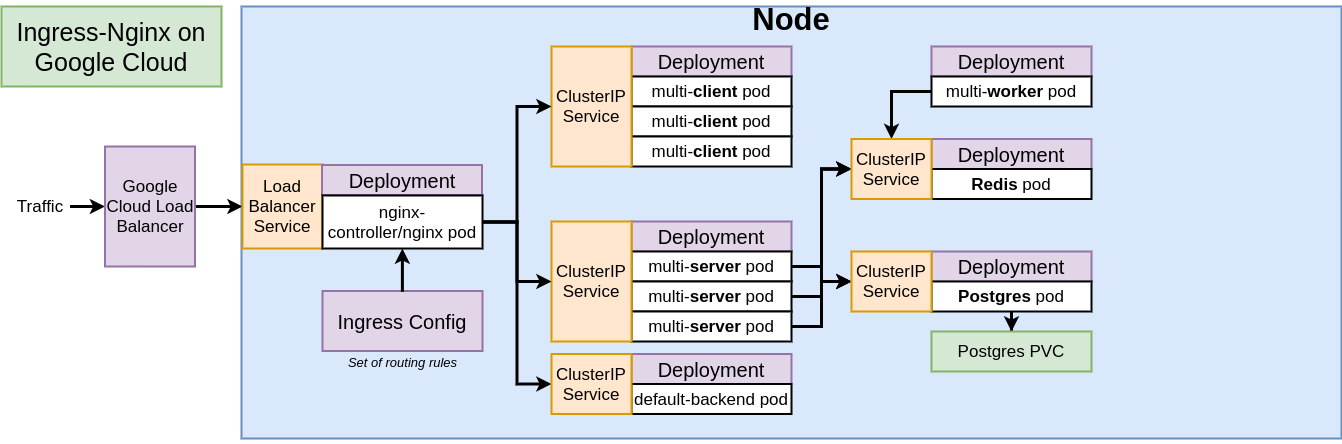 Ingress-Nginx on
Google Cloud
Node
Traffic
Google
Cloud Load
Balancer
Load
Balancer
Service
Deployment
nginx-
controller/nginx pod
Ingress Config
Set of routing rules
ClusterIP
Service
Deployment
multi-client pod
multi-client pod
multi-client pod
ClusterIP
Service
Deployment
multi-server pod
multi-server pod
multi-server pod
ClusterIP
Service
Deployment
default-backend pod
Deployment
multi-worker pod
ClusterIP
Service
Deployment
Redis pod
ClusterIP
Service
Deployment
Postgres pod
Postgres PVC